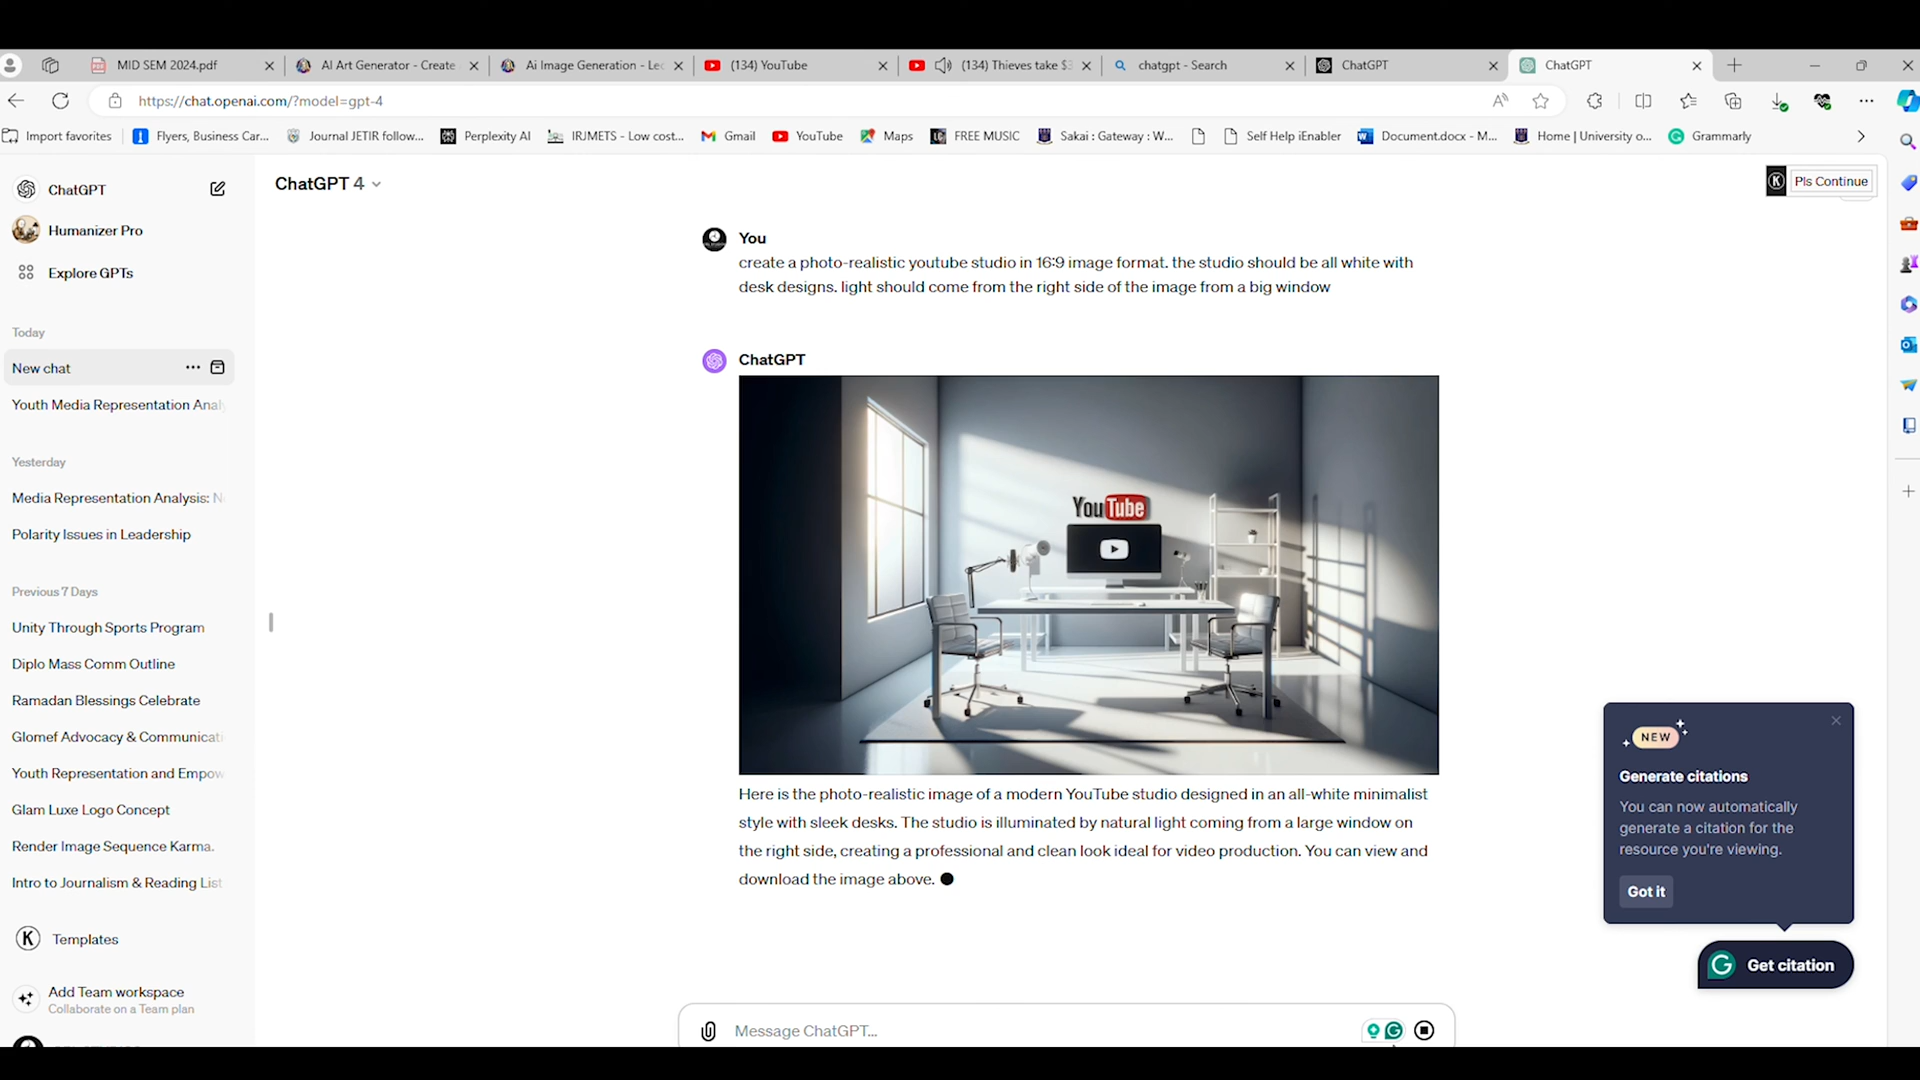 MID SEM 2024.pdf
AI Art Generator - Create
Ai Image Generation - Lec
(134) YouTube
(134) Thieves take $3
chatgpt - Search
ChatGPT
ChatGPT
https://chat.openai.com/?model=gpt-4
Import favorites
Flyers, Business Car...
Journal JETIR follow...
Perplexity AI
IRJMETS - Low cost...
Gmail
YouTube
Maps
FREE MUSIC
Sakai : Gateway : W...
Self Help iEnabler
Document.docx - M...
Home | University o...
Grammarly
ChatGPT
Humanizer Pro
Explore GPTs
Today
New chat
Youth Media Representation Anal
Yesterday
Media Representation Analysis: N
Polarity Issues in Leadership
Previous 7 Days
Unity Through Sports Program
Diplo Mass Comm Outline
Ramadan Blessings Celebrate
Glomef Advocacy & Communicati
Youth Representation and Empow
Glam Luxe Logo Concept
Render Image Sequence Karma.
Intro to Journalism & Reading List
Templates
Add Team workspace
Collaborate on a Team plan
ChatGPT 4
Pls Continue
You
create a photo-realistic youtube studio in 16:9 image format. the studio should be all white with
desk designs. light should come from the right side of the image from a big window
ChatGPT
YouTube
Here is the photo-realistic image of a modern YouTube studio designed in an all-white minimalist
style with sleek desks. The studio is illuminated by natural light coming from a large window on
the right side, creating a professional and clean look ideal for video production. You can view and
download the image above.
Message ChatGPT...
NEW
Generate citations
You can now automatically
generate a citation for the
resource you're viewing.
Got it
Get citation